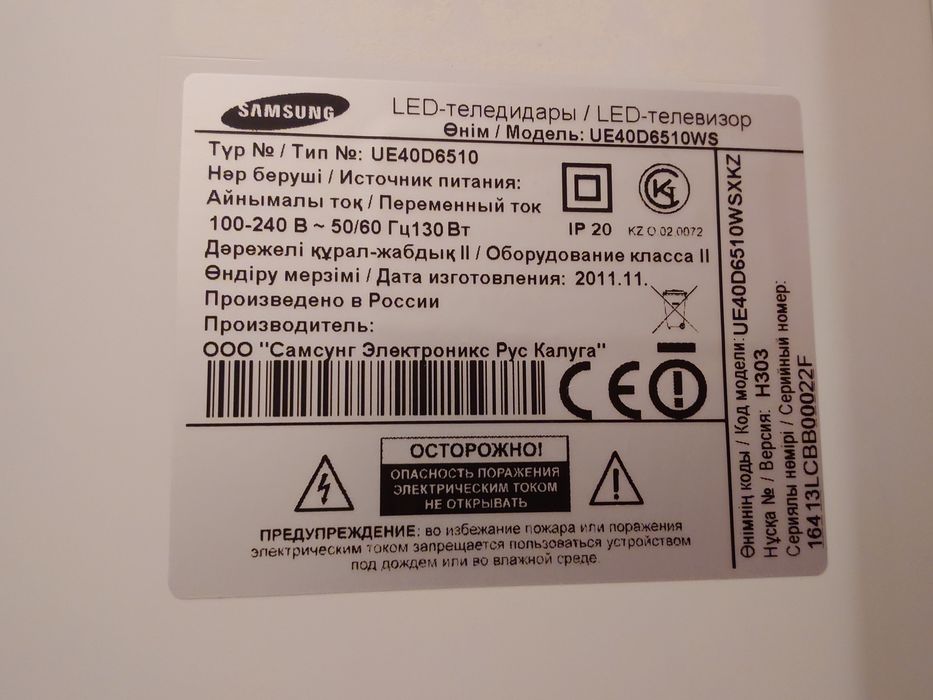 SAMSUNG
LED-теледидары / LED-телевизор
Өнім / Модель: UE40D6510WS
Түр № / Тип №: UE40D6510
Нәр беруші / Источник питания:
Айнымалы тоқ / Переменный ток
100-240 В ~ 50/60 Гц130 Вт
IP 20
KZ O.02.0072
Дәрежелі құрал-жабдық II / Оборудование класса II
Өндіру мерзімі / Дата изготовления: 2011.11.
Произведено в России
Производитель:
ООО "Самсунг Электроникс Рус Калуга"
CE
ОСТОРОЖНО!
ОПАСНОСТЬ ПОРАЖЕНИЯ
ЭЛЕКТРИЧЕСКИМ ТОКОМ
НЕ ОТКРЫВАТЬ
ПРЕДУПРЕЖДЕНИЕ: во избежание пожара или поражения
электрическим током запрещается пользоваться устройством
под дождем или во влажной среде.
Өнімнің коды / Код модели: UE40D6510WSXKZ
Нұсқа № / Версия: H303
Сериялы нөмірі / Серийный номер:
16413LCBB00022F